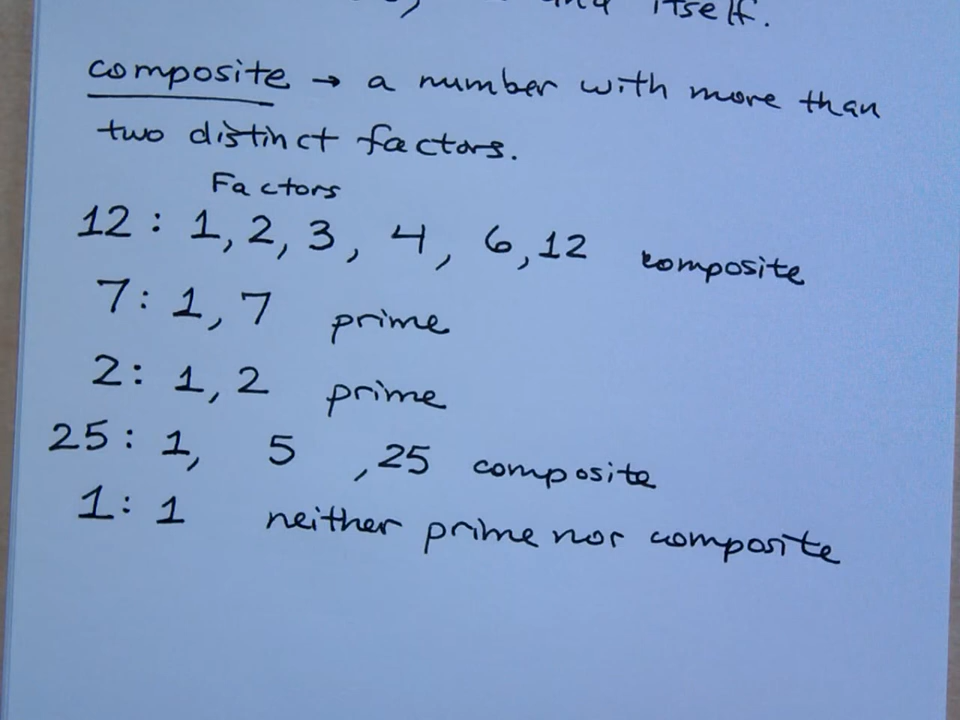 itself.
composite → a number with more than
two distinct factors.
Factors
12: 1, 2, 3, 4, 6, 12 composite
7: 1, 7 prime
2: 1, 2 prime
25: 1, 5 , 25 composite
1: 1 neither prime nor composite